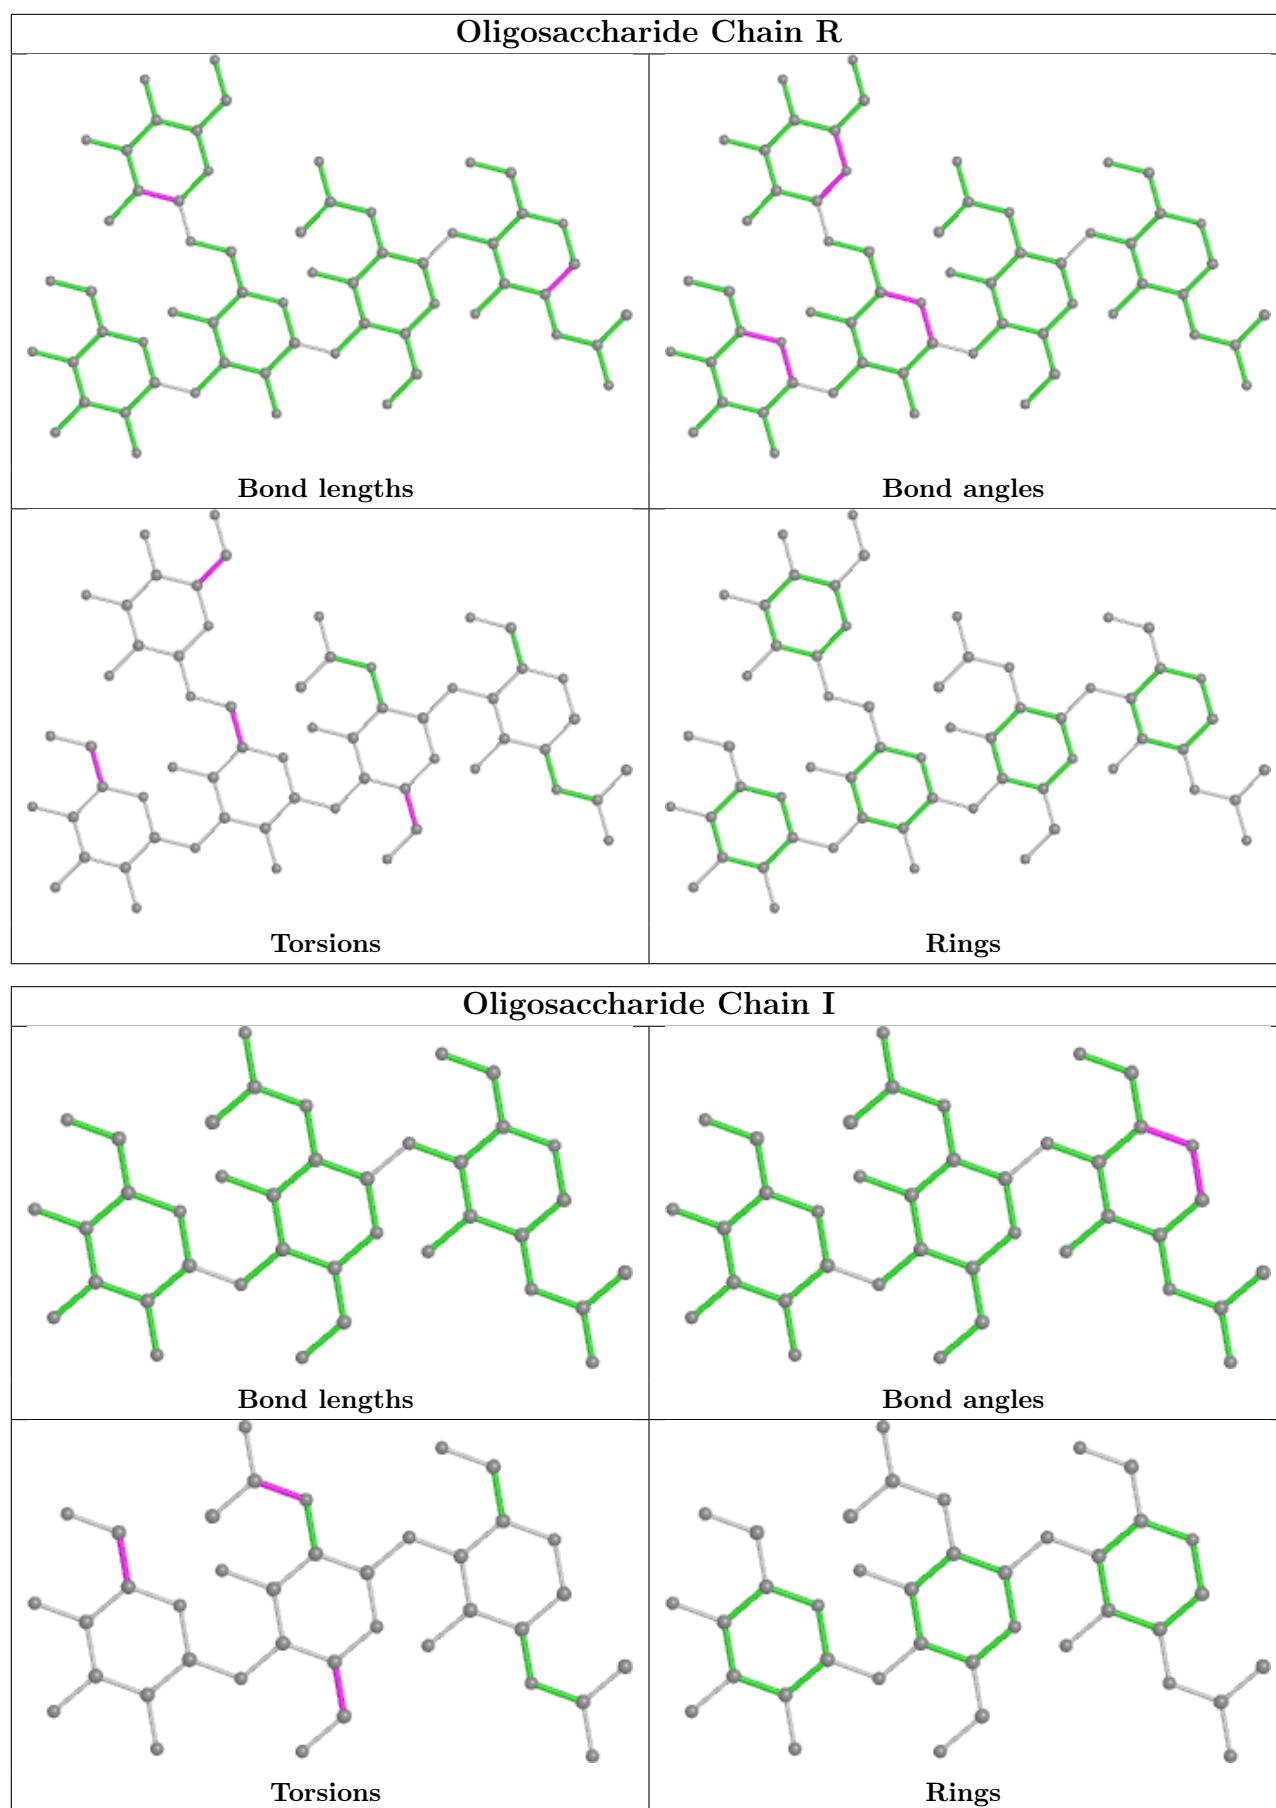 Oligosaccharide Chain R
Bond lengths
Bond angles
Torsions
Rings
Oligosaccharide Chain I
Bond lengths
Bond angles
Torsions
Rings